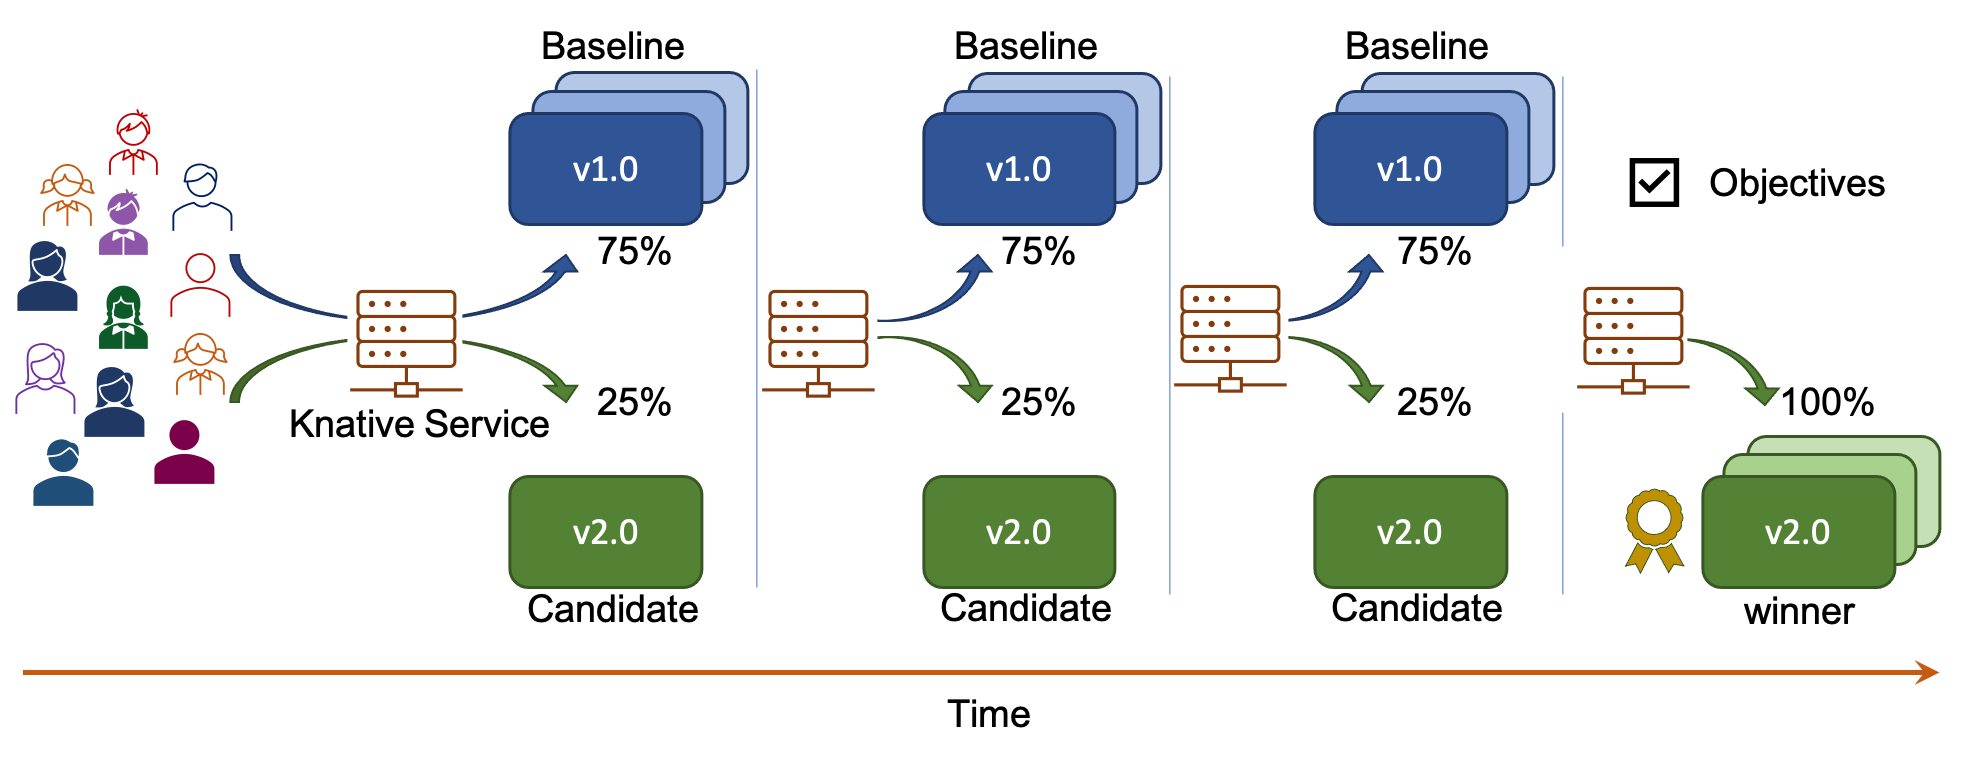 Baseline
Baseline
Baseline
v1.0
v1.0
v1.0
Objectives
75%
75%
75%
25%
25%
25%
100%
Knative Service
v2.0
v2.0
v2.0
v2.0
Candidate
Candidate
Candidate
winner
Time